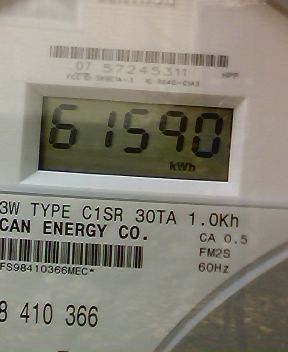 07 57245311
HPP
61590
kWh
3W TYPE C1SR 30TA 1.0Kh
CAN ENERGY CO.
CA 0.5
FM2S
60Hz
FS98410366MEC*
8 410 366